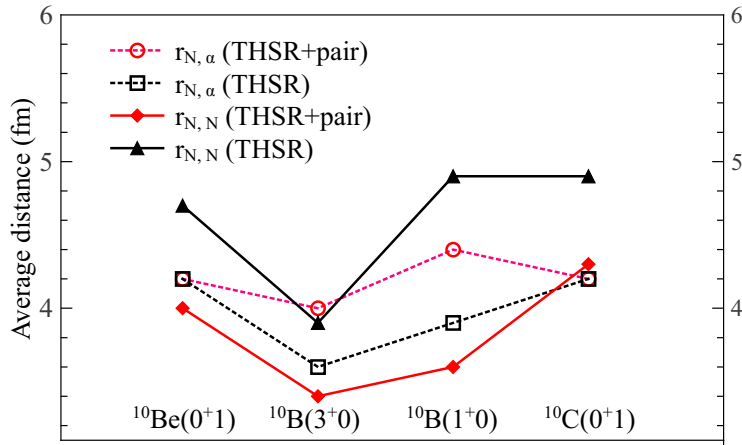 6
6
r_N, α (THSR+pair)
r_N, α (THSR)
r_N, N (THSR+pair)
r_N, N (THSR)
5
5
4
4
Average distance (fm)
¹⁰Be(0⁺1) ¹⁰B(3⁺0) ¹⁰B(1⁺0) ¹⁰C(0⁺1)